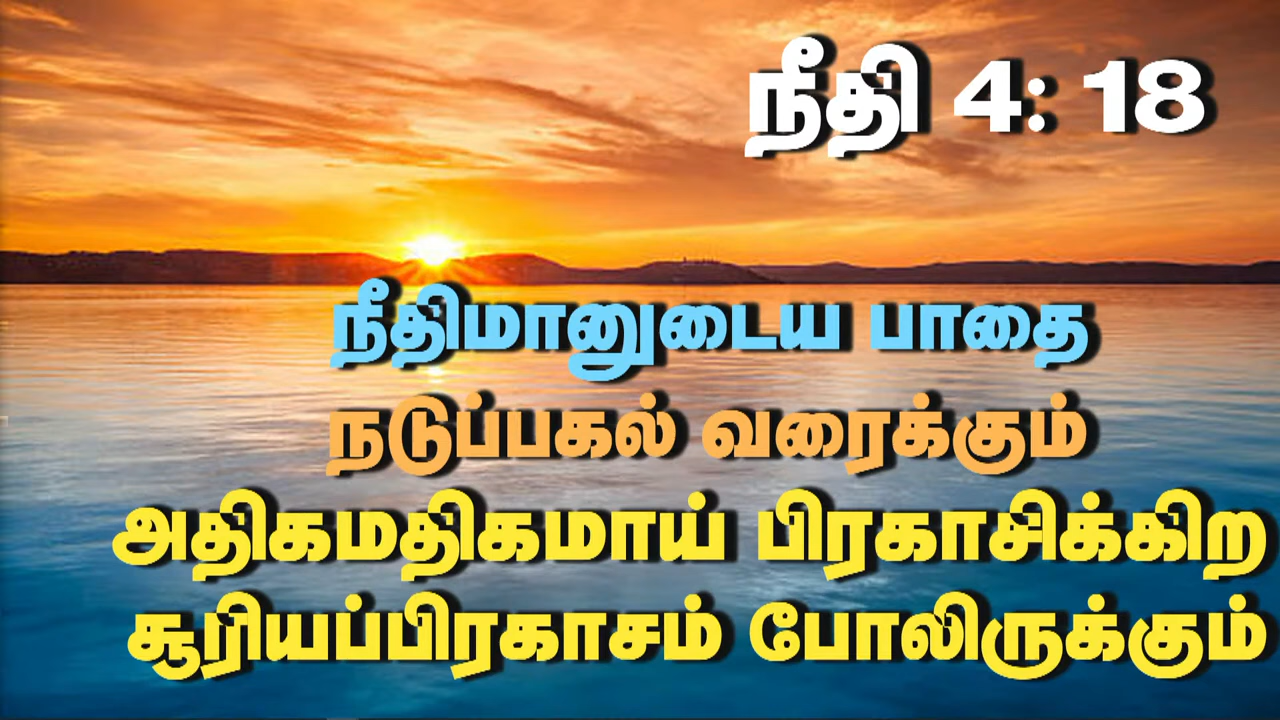 நீதி 4: 18
நீதிமானுடைய பாதை
நடுப்பகல் வரைக்கும்
அதிகமதிகமாய் பிரகாசிக்கிற
சூரியப்பிரகாசம் போலிருக்கும்